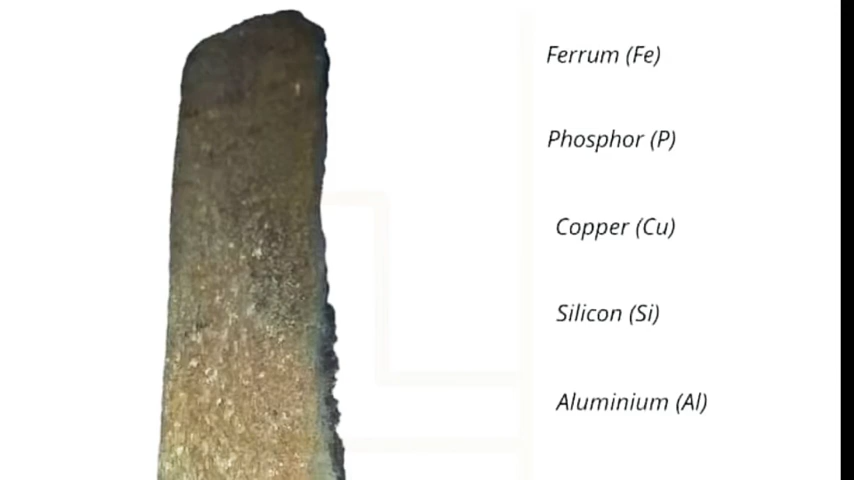 Ferrum (Fe)
Phosphor (P)
Copper (Cu)
Silicon (Si)
Aluminium (Al)